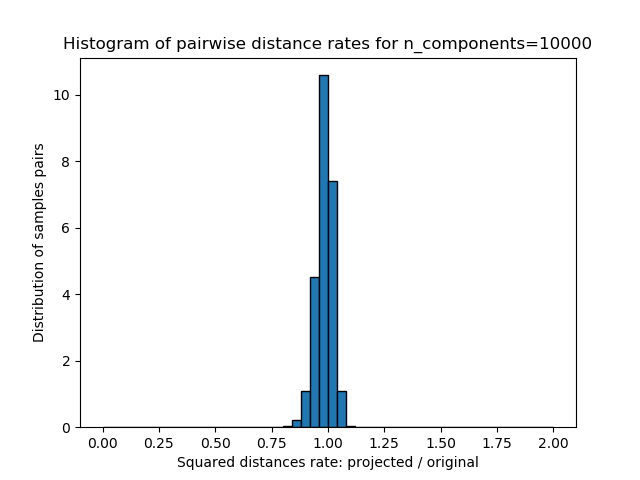 Histogram of pairwise distance rates for n_components=10000
Distribution of samples pairs
10
8
6
4
2
0
0.00 0.25 0.50 0.75 1.00 1.25 1.50 1.75 2.00
Squared distances rate: projected / original